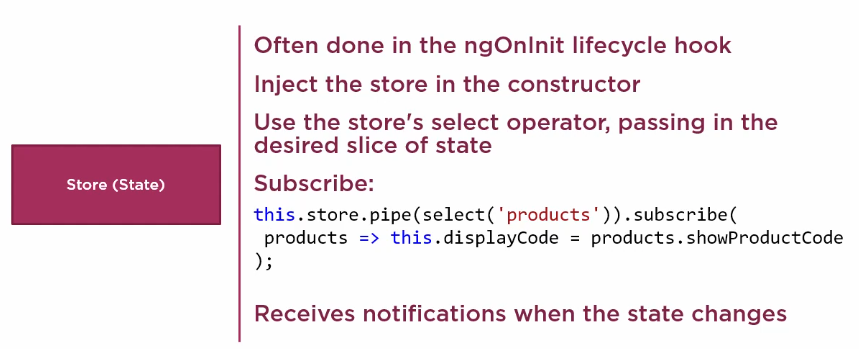 Store (State)
Often done in the ngOnInit lifecycle hook
Inject the store in the constructor
Use the store's select operator, passing in the
desired slice of state
Subscribe:
this.store.pipe(select('products')).subscribe(
products => this.displayCode = products.showProductCode
);
Receives notifications when the state changes